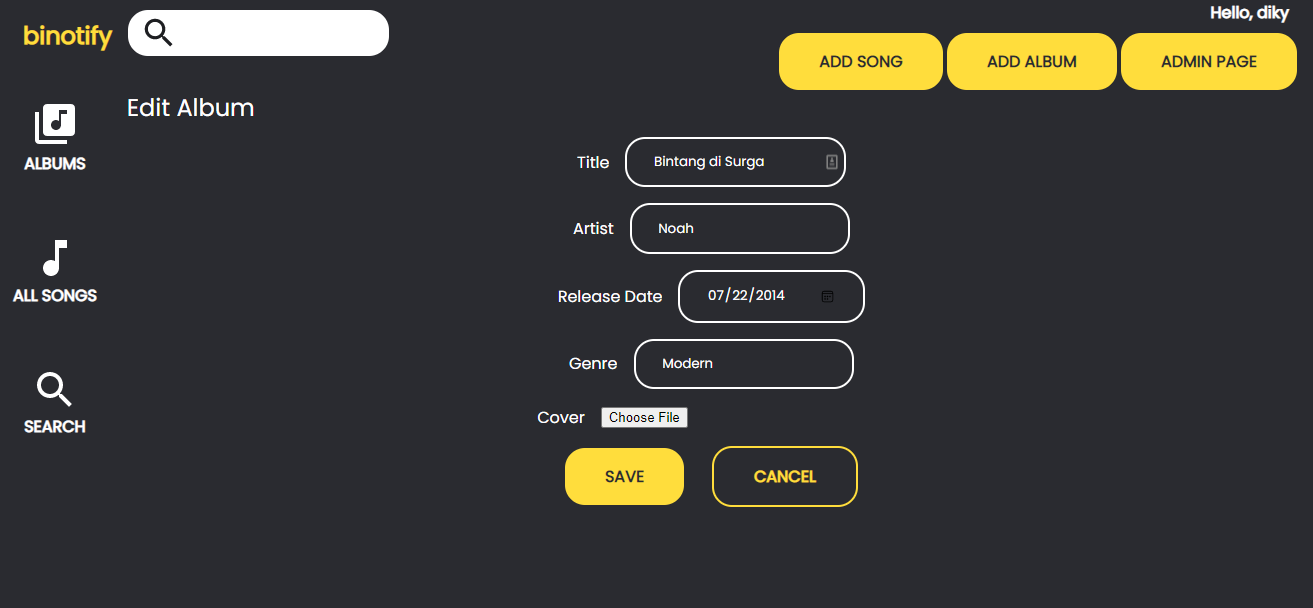 binotify
Hello, diky
ADD SONG
ADD ALBUM
ADMIN PAGE
ALBUMS
ALL SONGS
SEARCH
Edit Album
Title Bintang di Surga
Artist Noah
Release Date 07/22/2014
Genre Modern
Cover Choose File
SAVE
CANCEL